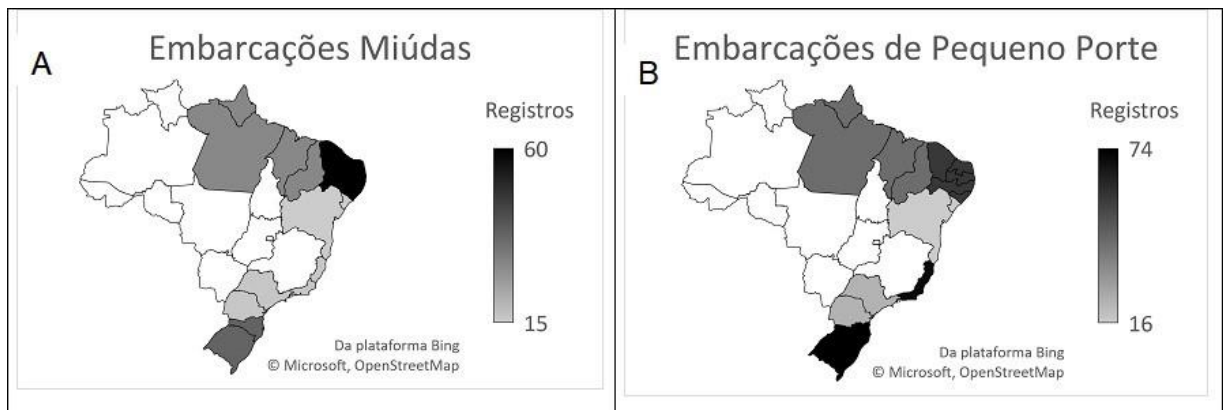 A
Embarcações Miúdas
Registros
60
15
Da plataforma Bing
© Microsoft, OpenStreetMap
B
Embarcações de Pequeno Porte
Registros
74
16
Da plataforma Bing
© Microsoft, OpenStreetMap